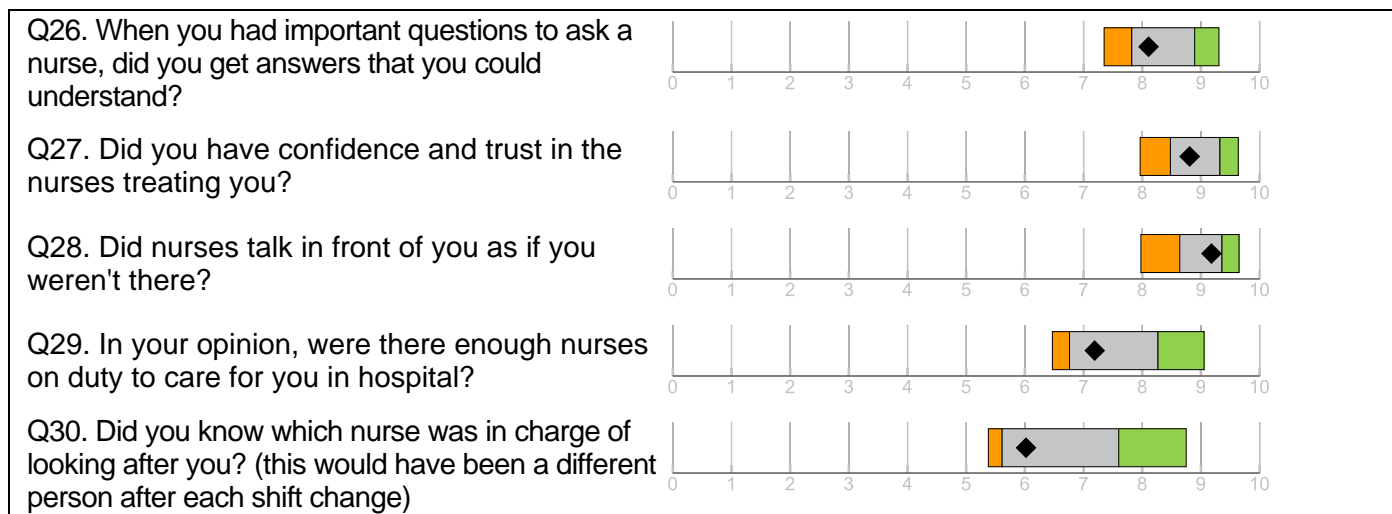 Q26. When you had important questions to ask a
nurse, did you get answers that you could
understand?
0 1 2 3 4 5 6 7 8 9 10
Q27. Did you have confidence and trust in the
nurses treating you?
0 1 2 3 4 5 6 7 8 9 10
Q28. Did nurses talk in front of you as if you
weren't there?
0 1 2 3 4 5 6 7 8 9 10
Q29. In your opinion, were there enough nurses
on duty to care for you in hospital?
0 1 2 3 4 5 6 7 8 9 10
Q30. Did you know which nurse was in charge of
looking after you? (this would have been a different
person after each shift change)
0 1 2 3 4 5 6 7 8 9 10